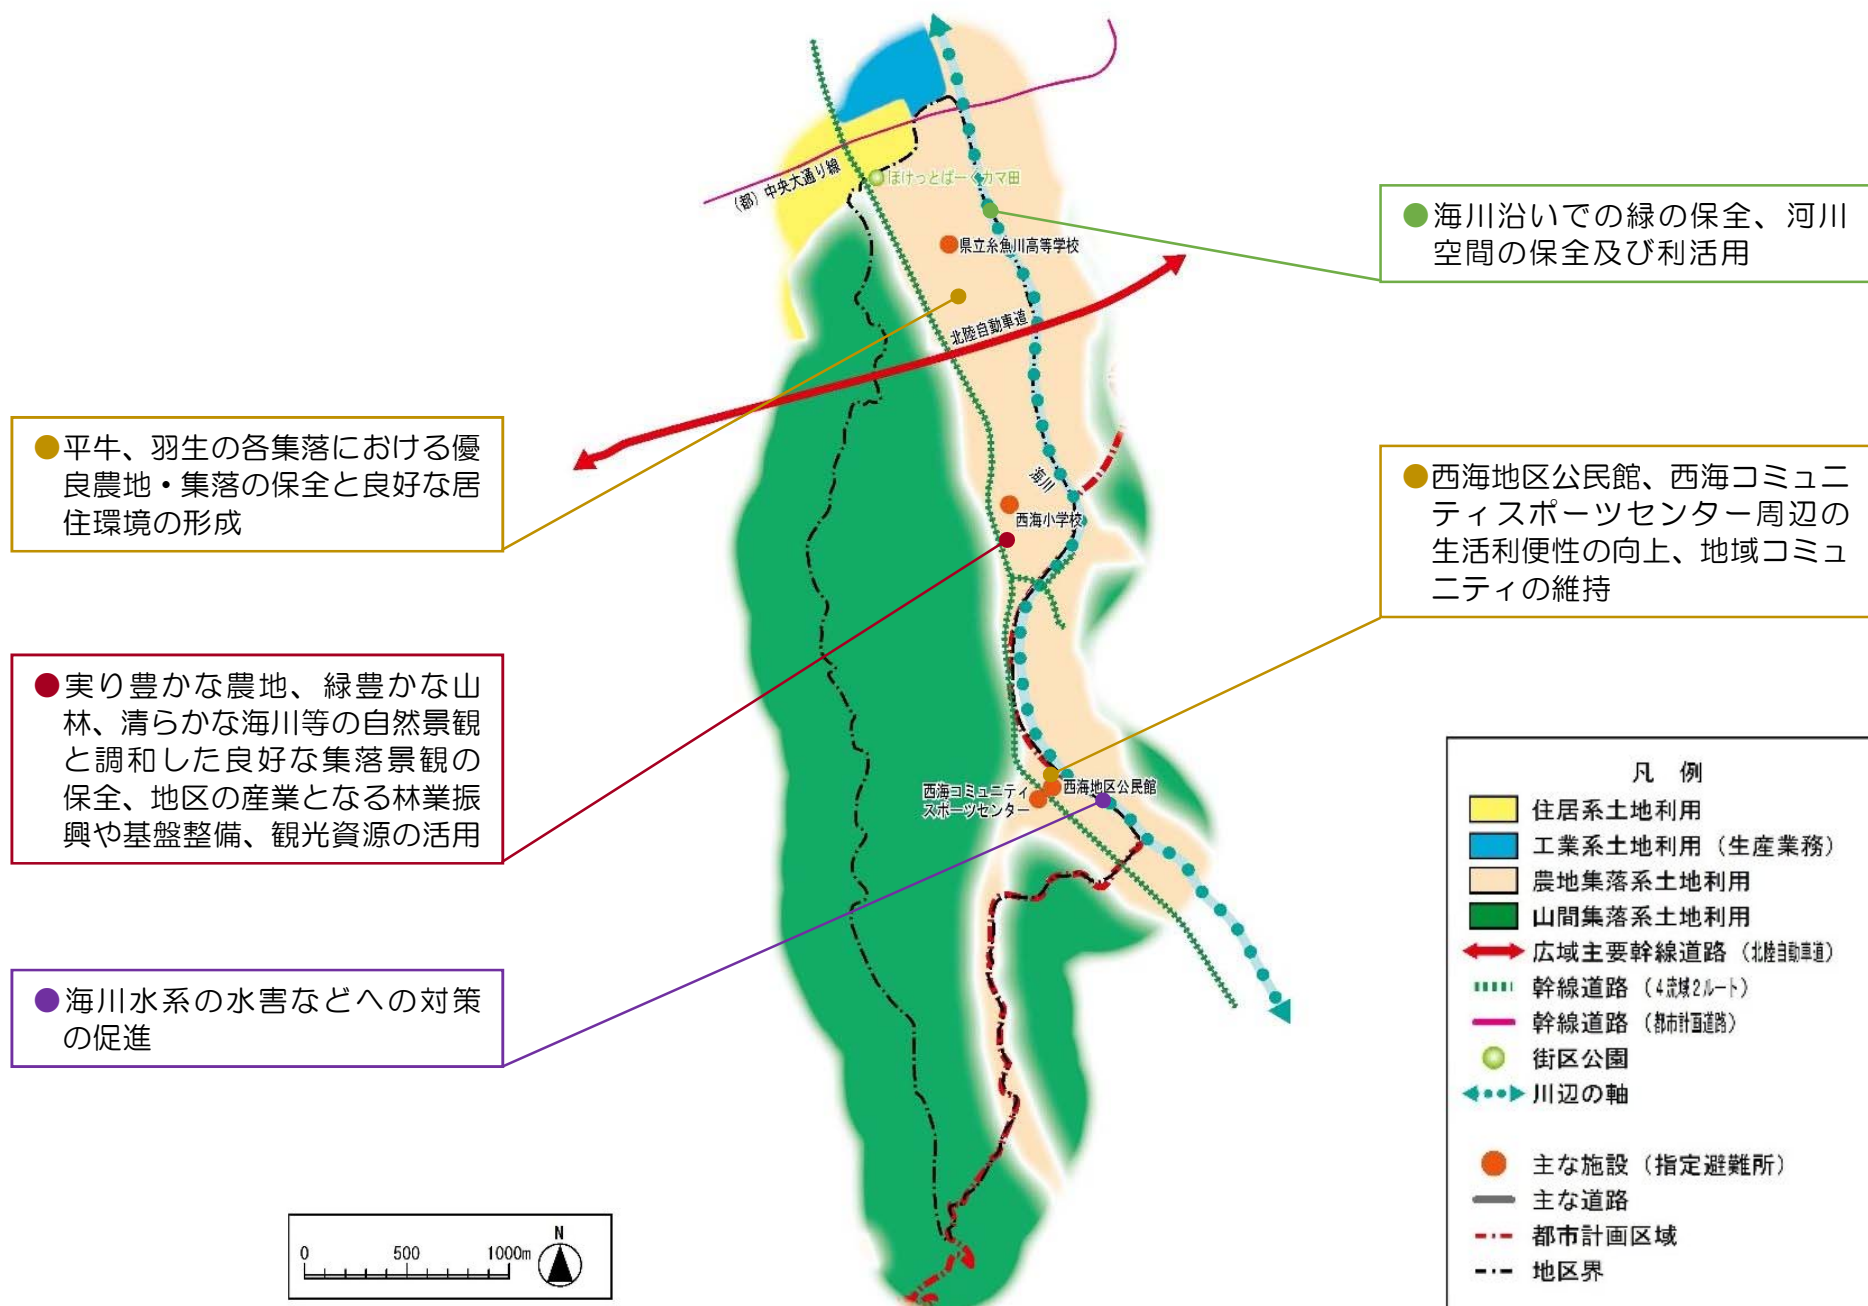 (都) 中央大通り線
ほけっとぱーくカマ田
県立糸魚川高等学校
北陸自動車道
海川
西海小学校
西海コミュニティ
スポーツセンター
西海地区公民館
●海川沿いでの緑の保全、河川
空間の保全及び利活用
●平牛、羽生の各集落における優
良農地・集落の保全と良好な居
住環境の形成
●西海地区公民館、西海コミュニ
ティスポーツセンター周辺の
生活利便性の向上、地域コミュ
ニティの維持
●実り豊かな農地、緑豊かな山
林、清らかな海川等の自然景観
と調和した良好な集落景観の
保全、地区の産業となる林業振
興や基盤整備、観光資源の活用
●海川水系の水害などへの対策
の促進
凡 例
住居系土地利用
工業系土地利用（生産業務）
農地集落系土地利用
山間集落系土地利用
広域主要幹線道路（北陸自動車道）
幹線道路（4流域2ルート）
幹線道路（都市計画道路）
街区公園
川辺の軸
主な施設（指定避難所）
主な道路
都市計画区域
地区界
0 500 1000m
N